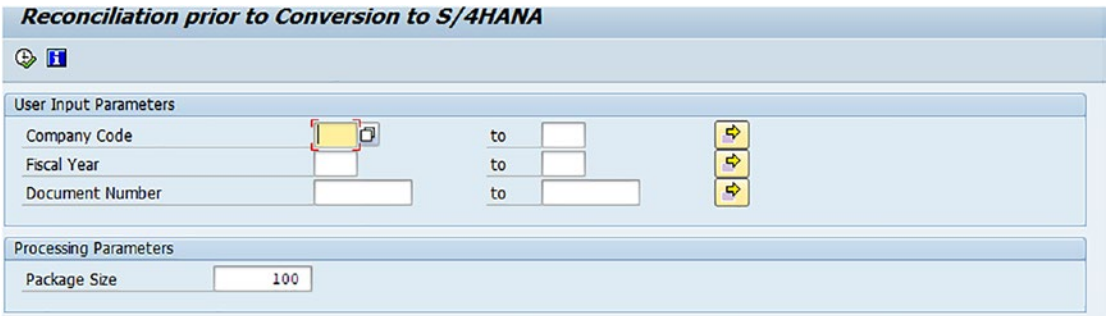 Reconciliation prior to Conversion to S/4HANA
User Input Parameters
Company Code to
Fiscal Year to
Document Number to
Processing Parameters
Package Size 100